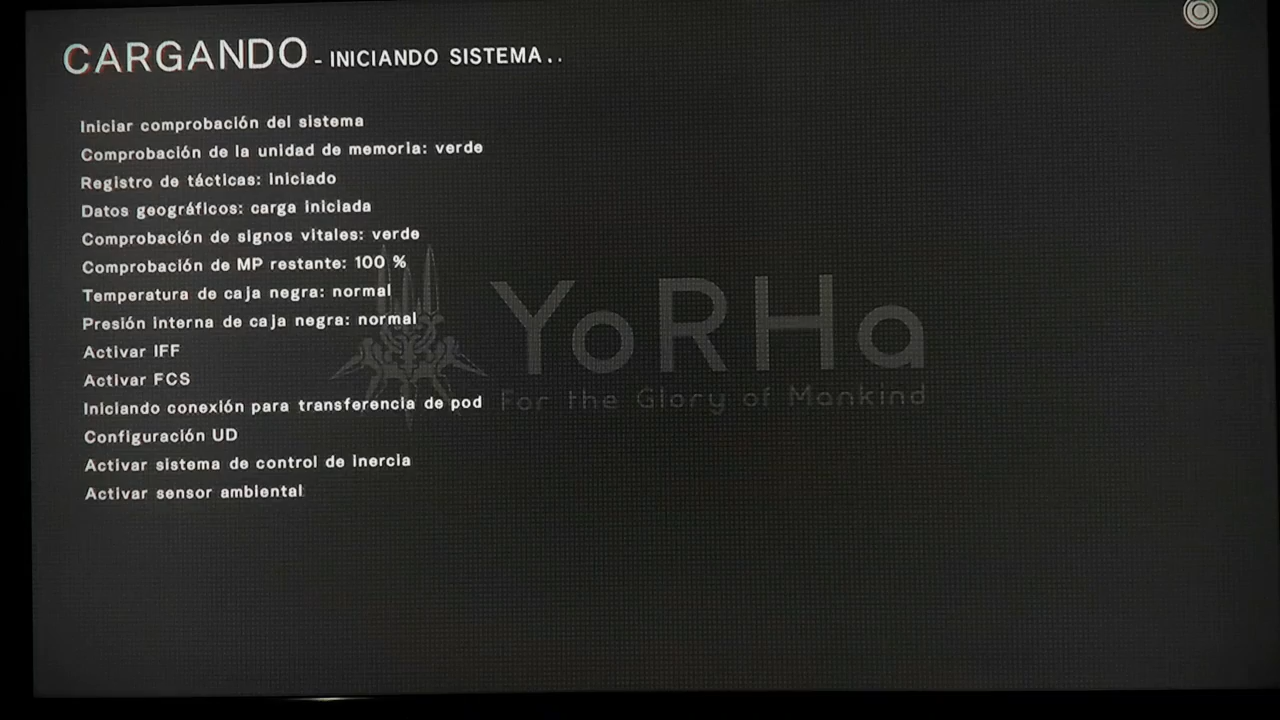 CARGANDO - INICIANDO SISTEMA..
Iniciar comprobación del sistema
Comprobación de la unidad de memoria: verde
Registro de tácticas: iniciado
Datos geográficos: carga iniciada
Comprobación de signos vitales: verde
Comprobación de MP restante: 100 %
Temperatura de caja negra: normal
Presión interna de caja negra: normal
Activar IFF
Activar FCS
Iniciando conexión para transferencia de pod
Configuración UD
Activar sistema de control de inercia
Activar sensor ambiental
YoRHa
For the Glory of Mankind